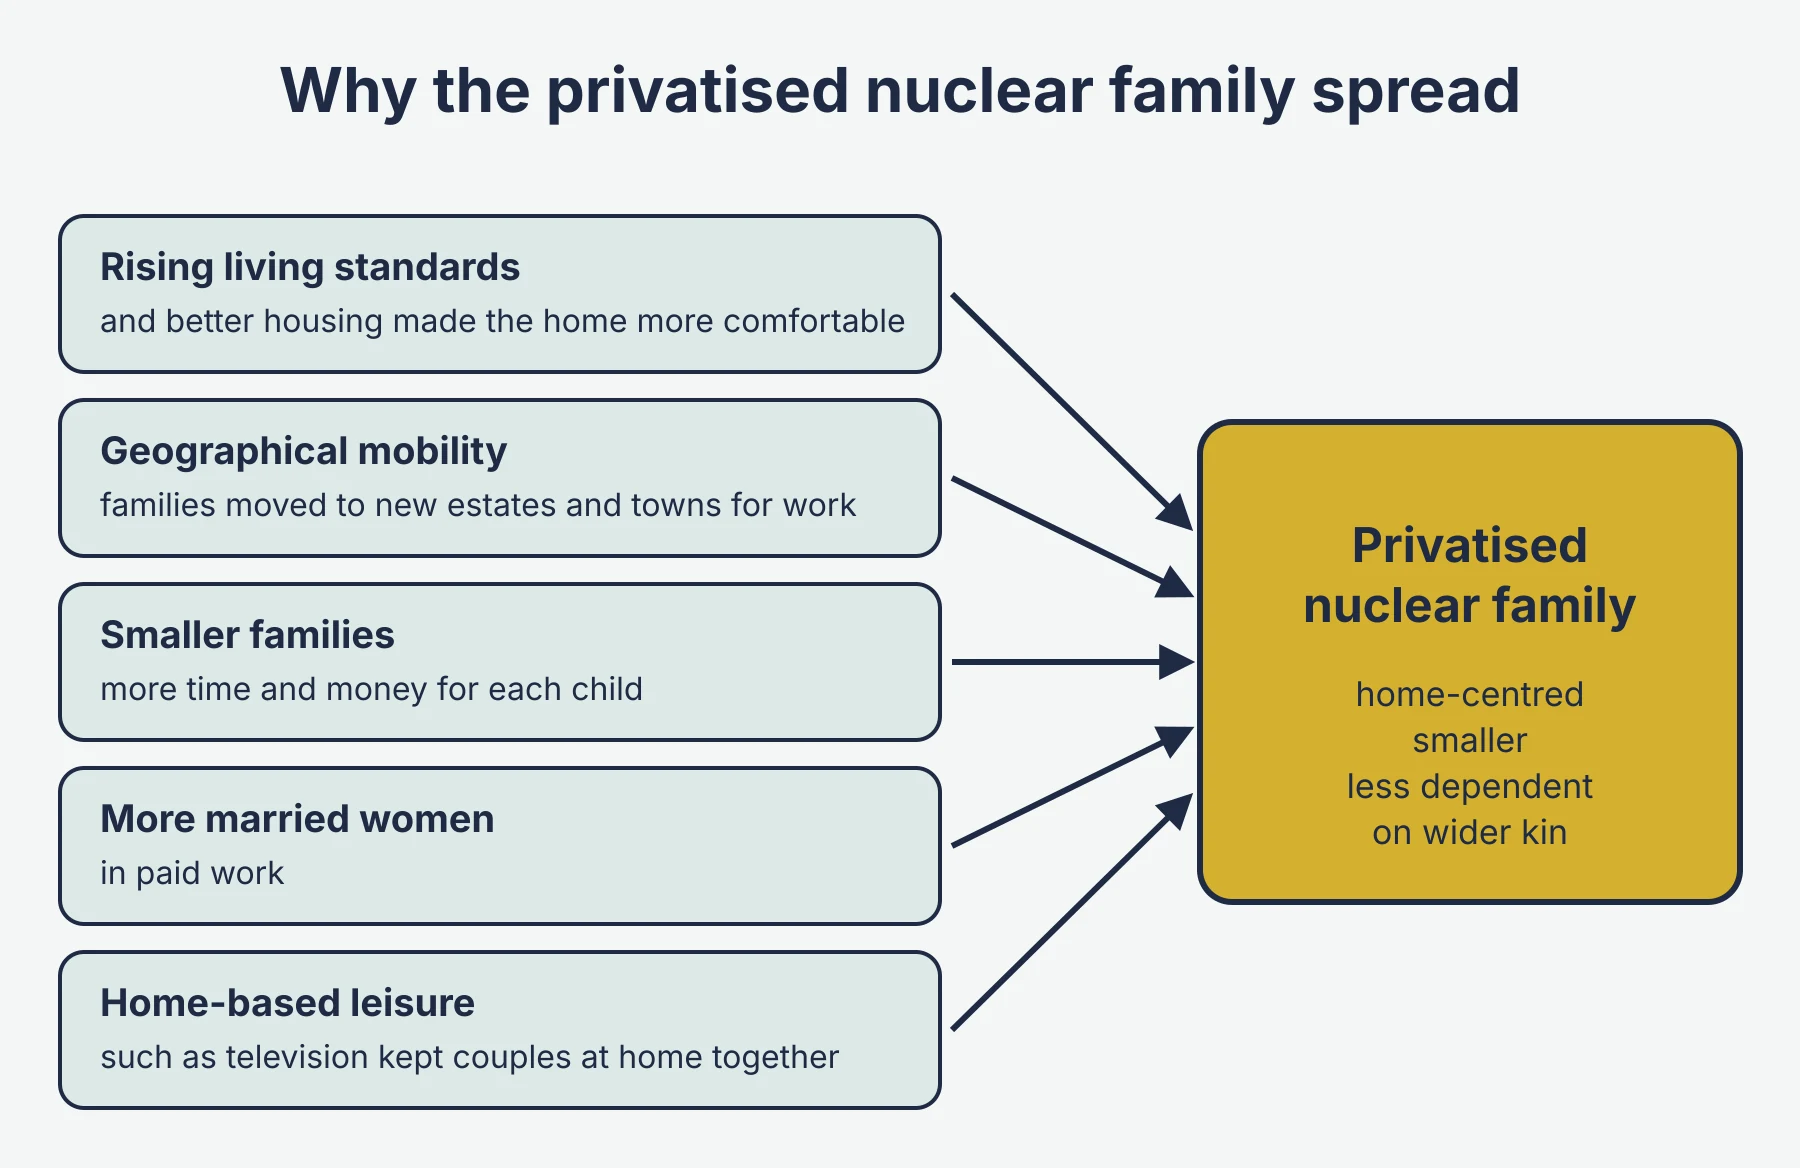 Why the privatised nuclear family spread
Rising living standards
and better housing made the home more comfortable
Geographical mobility
families moved to new estates and towns for work
Smaller families
more time and money for each child
More married women
in paid work
Home-based leisure
such as television kept couples at home together
Privatised
nuclear family
home-centred
smaller
less dependent
on wider kin